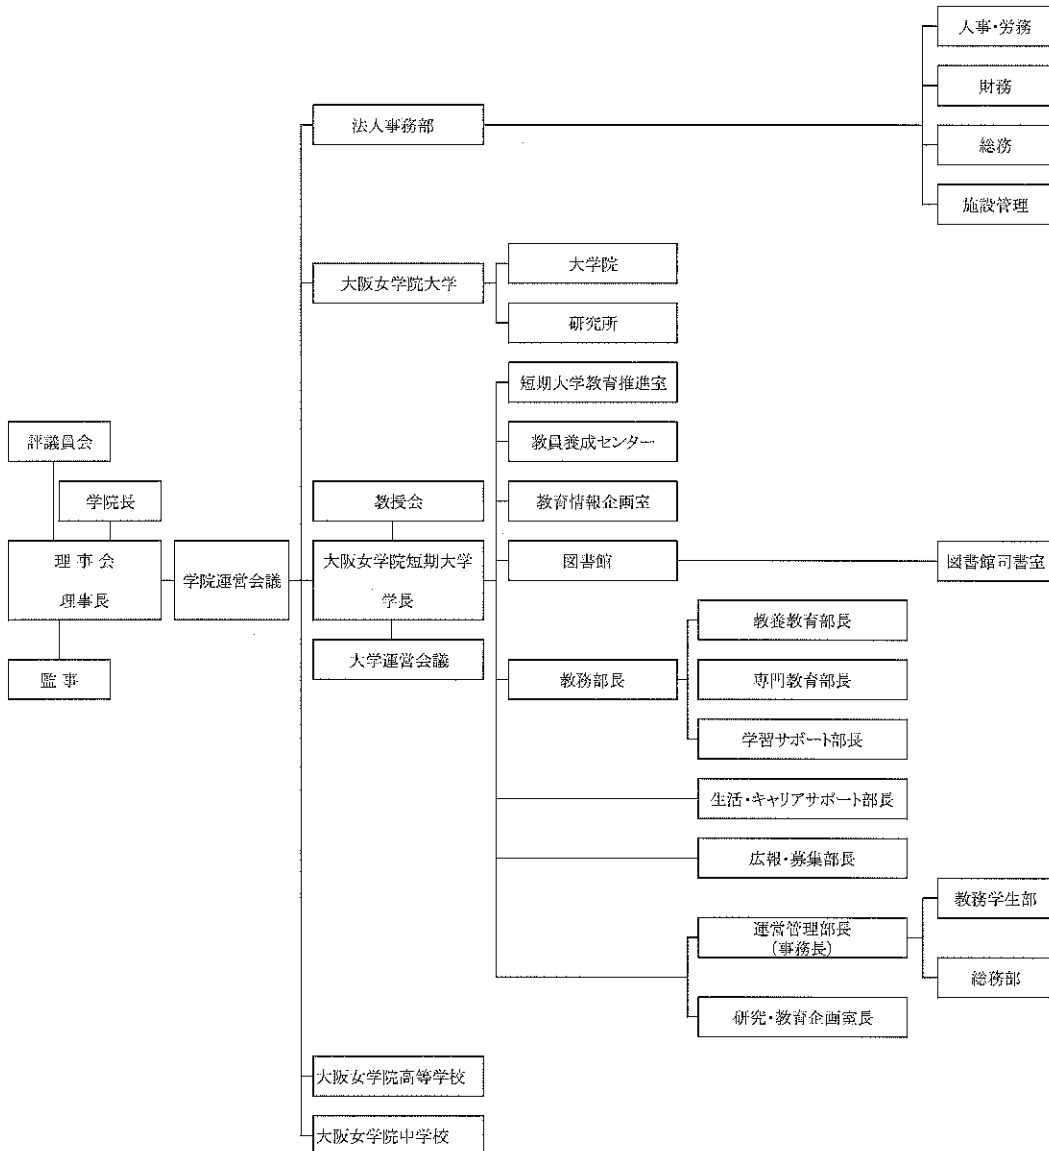 人事・労務
財務
法人事務部
総務
施設管理
大学院
大阪女学院大学
研究所
短期大学教育推進室
評議員会
教員養成センター
学院長
教授会
教育情報企画室
理事会
理事長
学院運営会議
大阪女学院短期大学
学長
図書館
図書館司書室
教養教育部長
監事
大学運営会議
教務部長
専門教育部長
学習サポート部長
生活・キャリアサポート部長
広報・募集部長
教務学生部
運営管理部長
(事務長)
総務部
研究・教育企画室長
大阪女学院高等学校
大阪女学院中学校